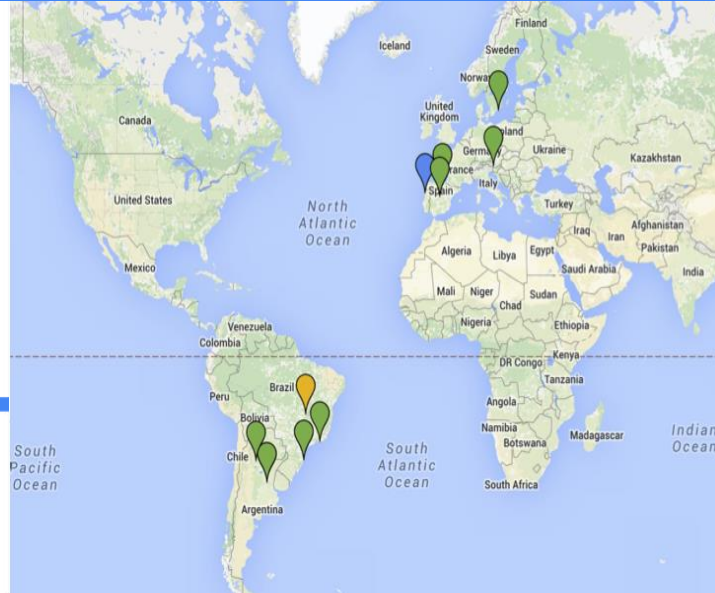 Finland
Iceland
Sweden
United
Kingdom
Canada
Ukraine
Kazakhstan
Spain
Italy
United States
North
Atlantic
Ocean
Turkey
Afghanistan
Iraq
Iran
Pakistan
Algeria
Libya
Egypt
Saudi Arabia
India
Mexico
Mali
Niger
Sudan
Chad
Nigeria
Ethiopia
Venezuela
Colombia
DR Congo
Kenya
Tanzania
Peru
Brazil
Angola
Bolivia
Namibia
Botswana
Madagascar
South
Pacific
Ocean
Chile
South
Atlantic
Ocean
Indian
Ocean
South Africa
Argentina